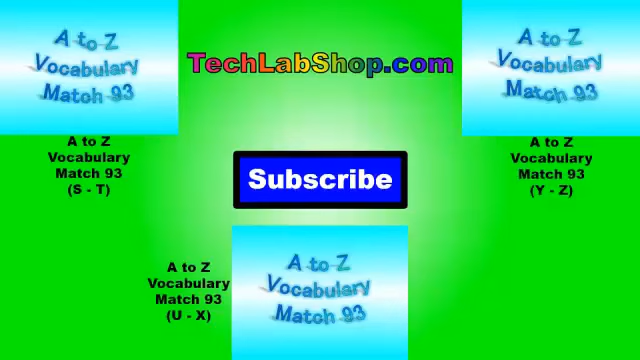 A to Z
Vocabulary
Match 93
TechLabShop.com
A to Z
Vocabulary
Match 93
A to Z
Vocabulary
Match 93
(S - T)
Subscribe
A to Z
Vocabulary
Match 93
(Y - Z)
A to Z
Vocabulary
Match 93
(U - X)
A to Z
Vocabulary
Match 93